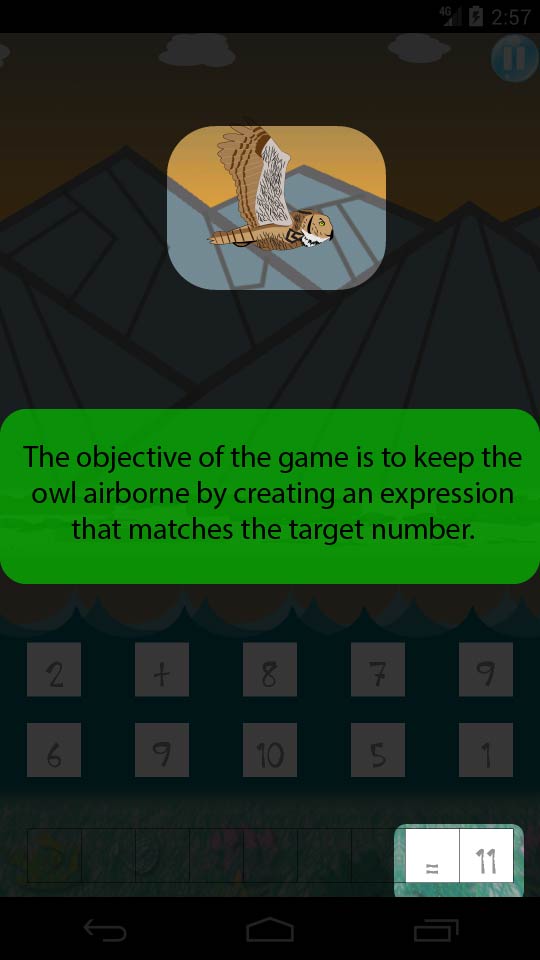 4G 2:57
The objective of the game is to keep the
owl airborne by creating an expression
that matches the target number.
2 + 8 7 9
6 9 10 5 1
= 11